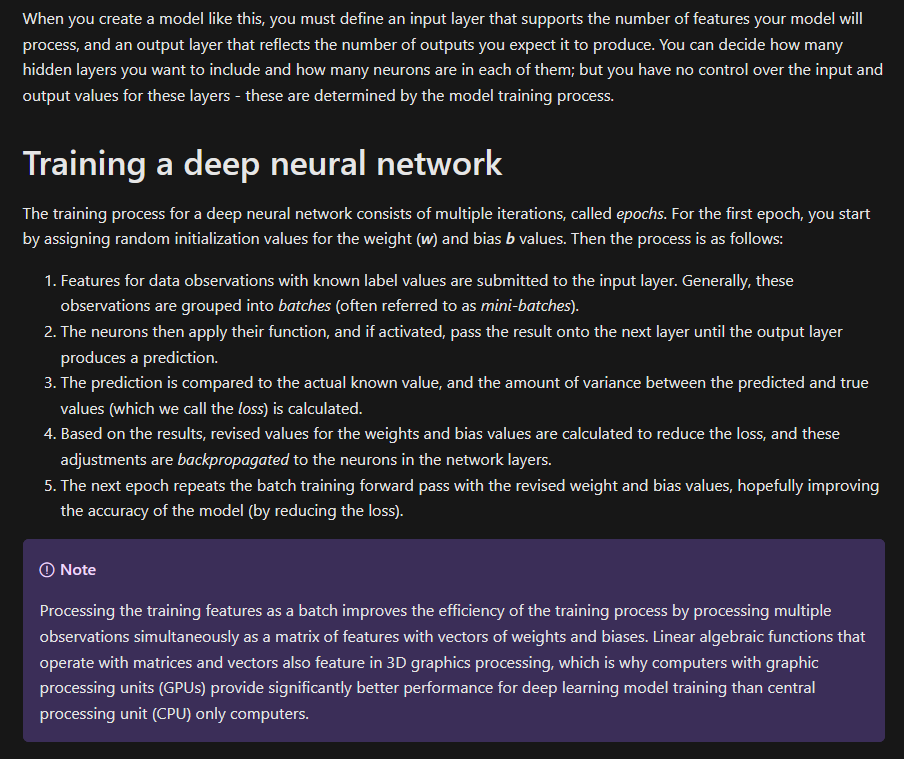 When you create a model like this, you must define an input layer that supports the number of features your model will
process, and an output layer that reflects the number of outputs you expect it to produce. You can decide how many
hidden layers you want to include and how many neurons are in each of them; but you have no control over the input and
output values for these layers - these are determined by the model training process.
Training a deep neural network
The training process for a deep neural network consists of multiple iterations, called epochs. For the first epoch, you start
by assigning random initialization values for the weight (w) and bias b values. Then the process is as follows:
1. Features for data observations with known label values are submitted to the input layer. Generally, these
observations are grouped into batches (often referred to as mini-batches).
2. The neurons then apply their function, and if activated, pass the result onto the next layer until the output layer
produces a prediction.
3. The prediction is compared to the actual known value, and the amount of variance between the predicted and true
values (which we call the loss) is calculated.
4. Based on the results, revised values for the weights and bias values are calculated to reduce the loss, and these
adjustments are backpropagated to the neurons in the network layers.
5. The next epoch repeats the batch training forward pass with the revised weight and bias values, hopefully improving
the accuracy of the model (by reducing the loss).
Note
Processing the training features as a batch improves the efficiency of the training process by processing multiple
observations simultaneously as a matrix of features with vectors of weights and biases. Linear algebraic functions that
operate with matrices and vectors also feature in 3D graphics processing, which is why computers with graphic
processing units (GPUs) provide significantly better performance for deep learning model training than central
processing unit (CPU) only computers.